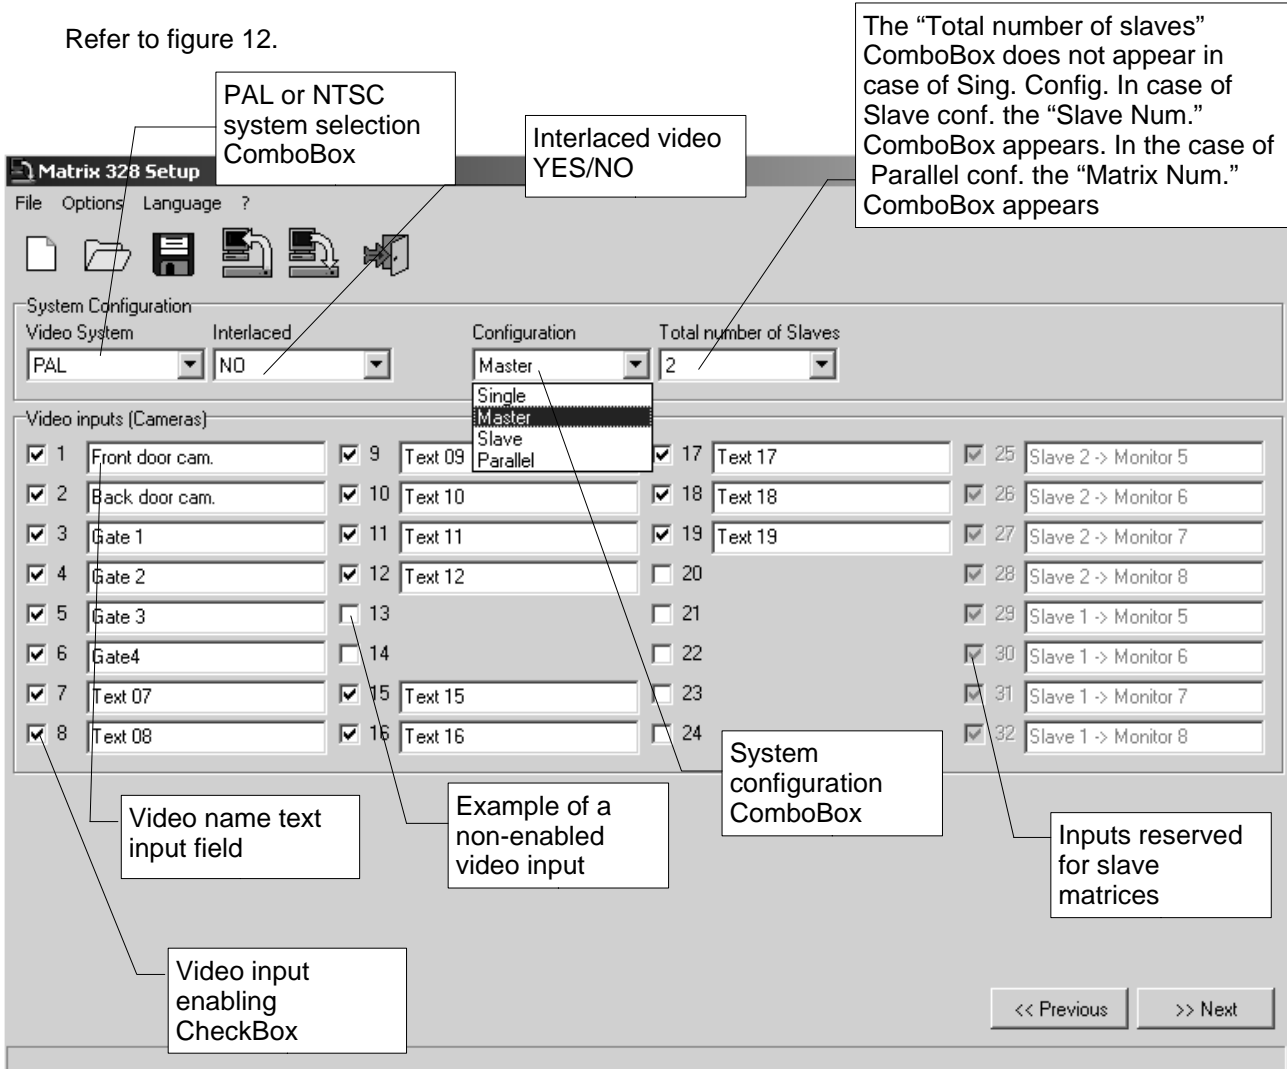 Refer to figure 12.
The “Total number of slaves”
ComboBox does not appear in
case of Sing. Config. In case of
Slave conf. the “Slave Num.”
ComboBox appears. In the case of
Parallel conf. the “Matrix Num.”
ComboBox appears
PAL or NTSC
system selection
ComboBox
Interlaced video
YES/NO
Matrix 328 Setup
File Options Language ?
System Configuration
Video System Interlaced Configuration Total number of Slaves
PAL NO Master 2
Single
Master
Slave
Parallel
Video inputs (Cameras)
1 Front door cam. 9 Text 09 17 Text 17 25 Slave 2 -> Monitor 5
2 Back door cam. 10 Text 10 18 Text 18 26 Slave 2 -> Monitor 6
3 Gate 1 11 Text 11 19 Text 19 27 Slave 2 -> Monitor 7
4 Gate 2 12 Text 12 20 28 Slave 2 -> Monitor 8
5 Gate 3 13 21 29 Slave 1 -> Monitor 5
6 Gate4 14 22 30 Slave 1 -> Monitor 6
7 Text 07 15 Text 15 23 31 Slave 1 -> Monitor 7
8 Text 08 16 Text 16 24 32 Slave 1 -> Monitor 8
Video name text
input field
Example of a
non-enabled
video input
System
configuration
ComboBox
Inputs reserved
for slave
matrices
Video input
enabling
CheckBox
<< Previous >> Next